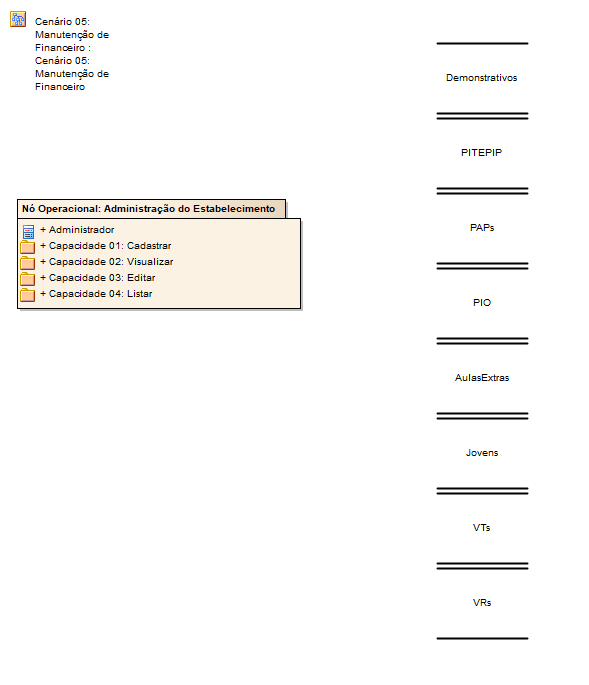 Cenário 05:
Manutenção de
Financeiro :
Cenário 05:
Manutenção de
Financeiro
Nó Operacional: Administração do Estabelecimento
+ Administrador
+ Capacidade 01: Cadastrar
+ Capacidade 02: Visualizar
+ Capacidade 03: Editar
+ Capacidade 04: Listar
Demonstrativos
PITEPIP
PAPs
PIO
AulasExtras
Jovens
VTs
VRs